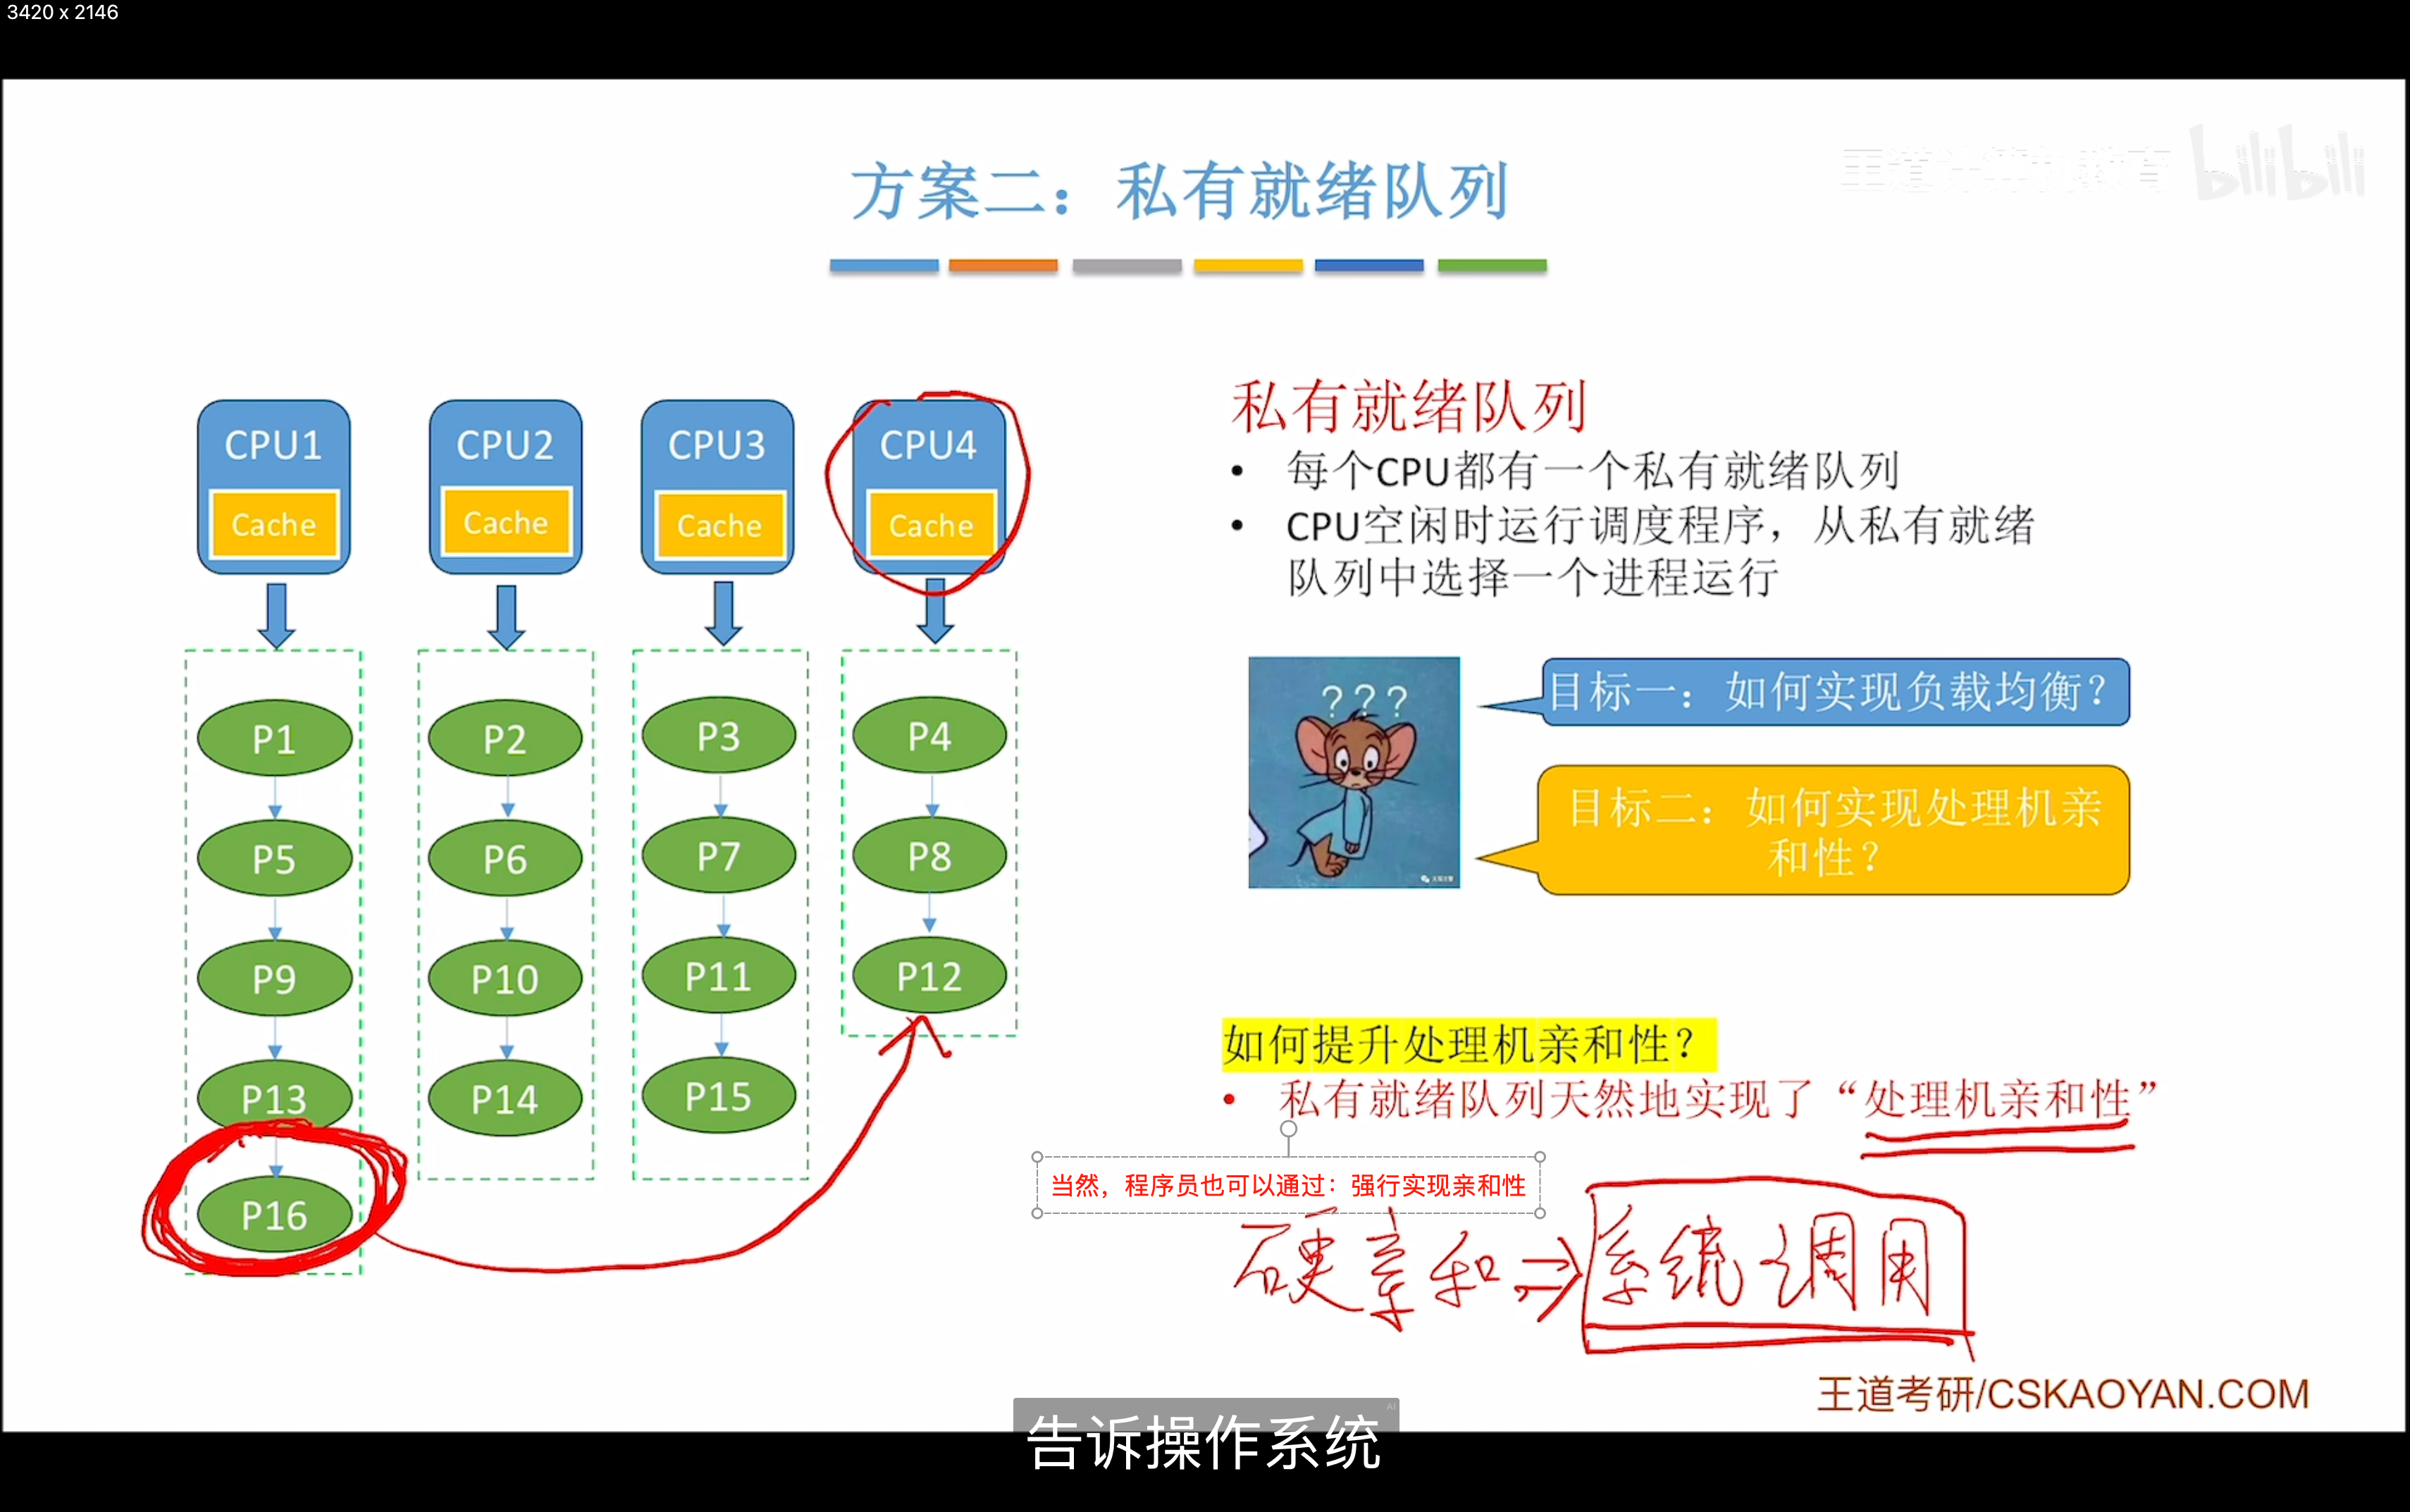 3420 x 2146
方案二：私有就绪队列
bilibili
CPU1
Cache
CPU2
Cache
CPU3
Cache
CPU4
Cache
P1
P5
P9
P13
P16
P2
P6
P10
P14
P3
P7
P11
P15
P4
P8
P12
私有就绪队列
• 每个CPU都有一个私有就绪队列
• CPU空闲时运行调度程序，从私有就绪
队列中选择一个进程运行
???
目标一：如何实现负载均衡？
目标二：如何实现处理机亲
和性？
如何提升处理机亲和性？
• 私有就绪队列天然地实现了“处理机亲和性”
当然，程序员也可以通过：强行实现亲和性
硬亲和⇒系统调用
王道考研/CSKAOYAN.COM
AI
告诉操作系统